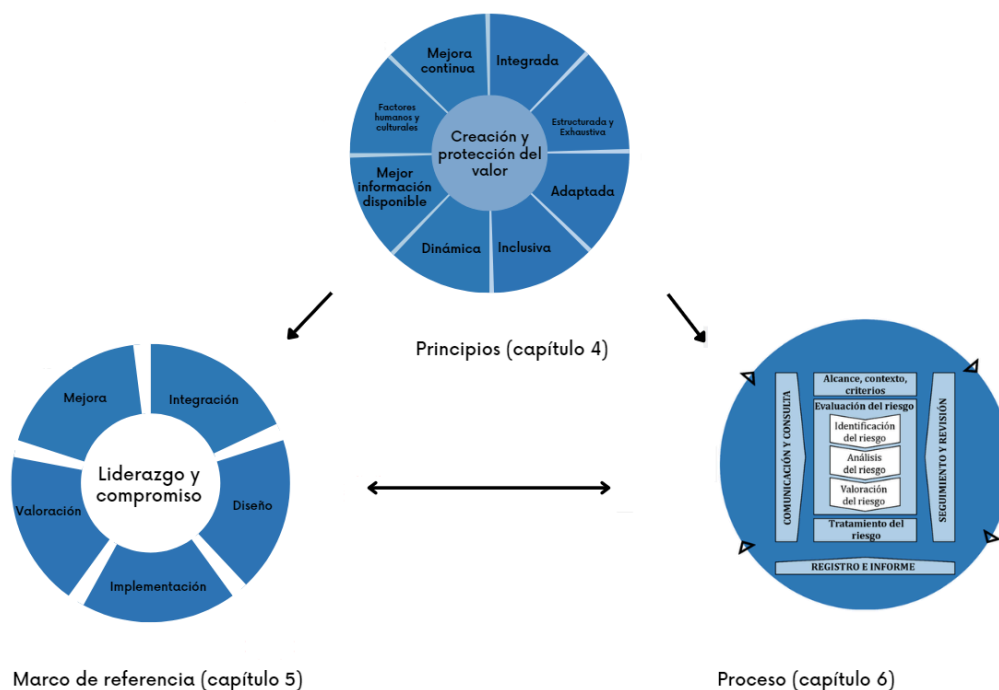 Mejora
continua
Integrada
Factores
humanos y
culturales
Estructurada y
Exhaustiva
Creación y
protección del
valor
Mejor
información
disponible
Adaptada
Dinámica
Inclusiva
Principios (capítulo 4)
Mejora
Integración
Liderazgo y
compromiso
Valoración
Diseño
Implementación
Marco de referencia (capítulo 5)
COMUNICACIÓN Y CONSULTA
Alcance, contexto,
criterios
Evaluación del riesgo
Identificación
del riesgo
Análisis
del riesgo
Valoración
del riesgo
Tratamiento del
riesgo
SEGUIMIENTO Y REVISIÓN
REGISTRO E INFORME
Proceso (capítulo 6)